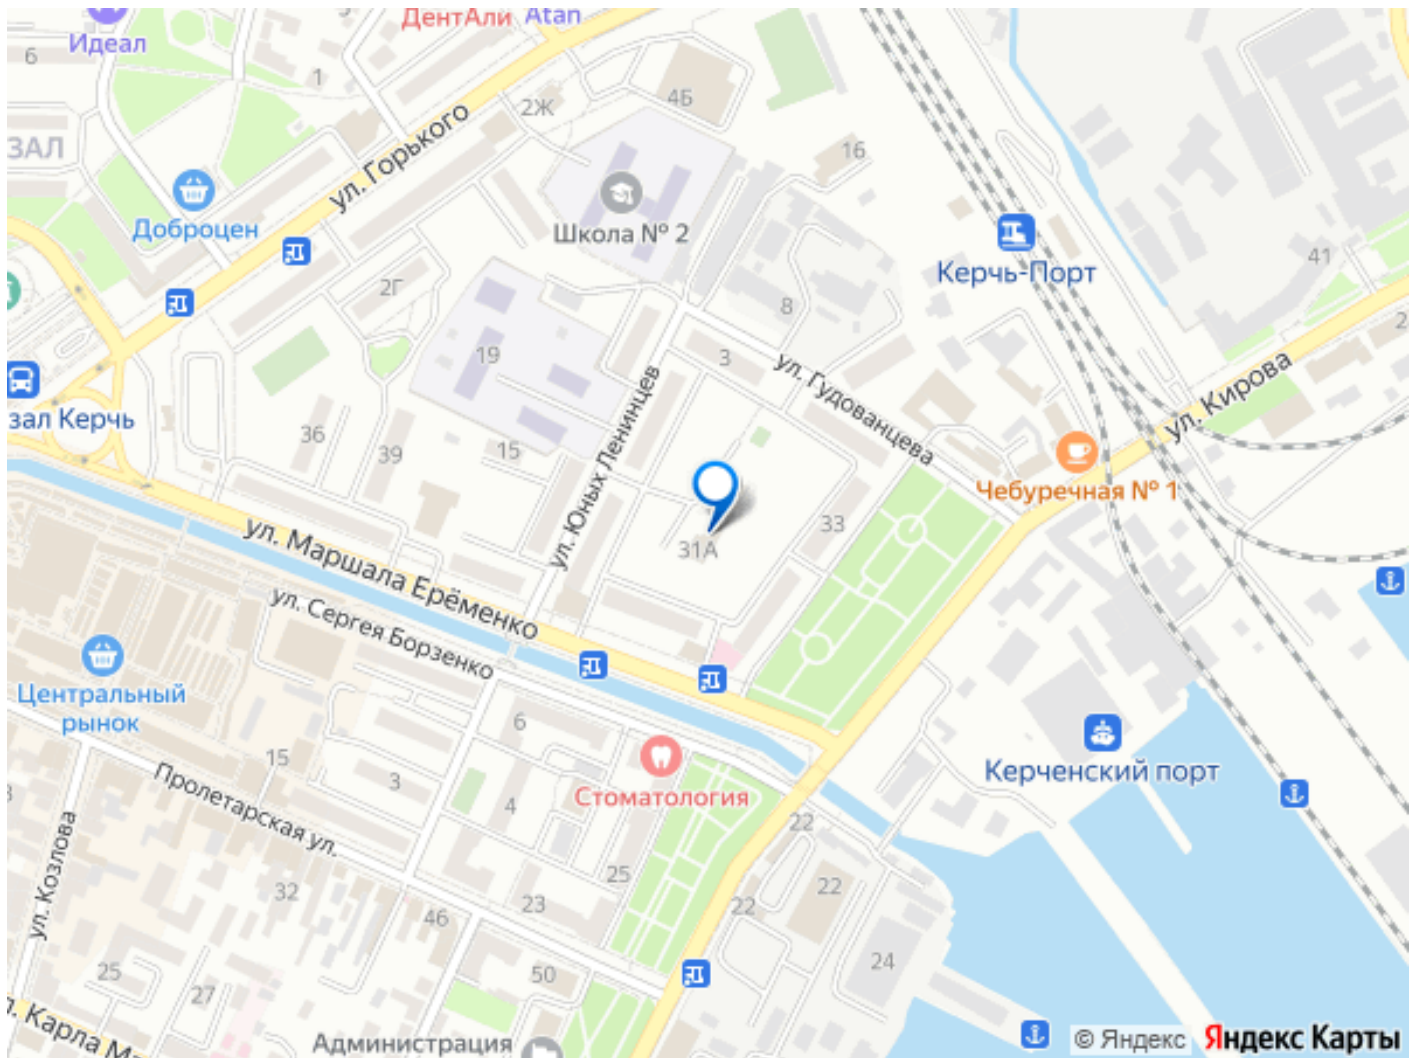 ДентАли
Atan
Идеал
6
1
2Ж
4Б
ЗАЛ
ул. Горького
16
Доброцен
Школа № 2
Керчь-Порт
41
2Г
8
2
19
3
ул. Гудованцева
ул. Кирова
зал Керчь
36
39
15
ул. Юных Ленинцев
Чебуречная № 1
33
31А
ул. Маршала Ерёменко
ул. Сергея Борзенко
Центральный
рынок
6
15
3
4
Стоматология
Керченский порт
Пролетарская ул.
ул. Козлова
3
22
22
22
25
32
46
23
24
25
27
50
л. Карла Ма
Администрация
© Яндекс
Яндекс Карты